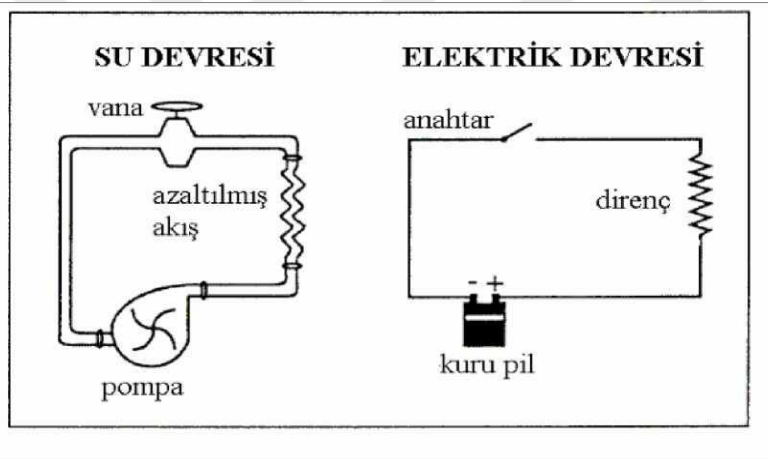 SU DEVRESİ
vana
azaltılmış
akış
pompa
ELEKTRİK DEVRESİ
anahtar
direnç
- +
kuru pil